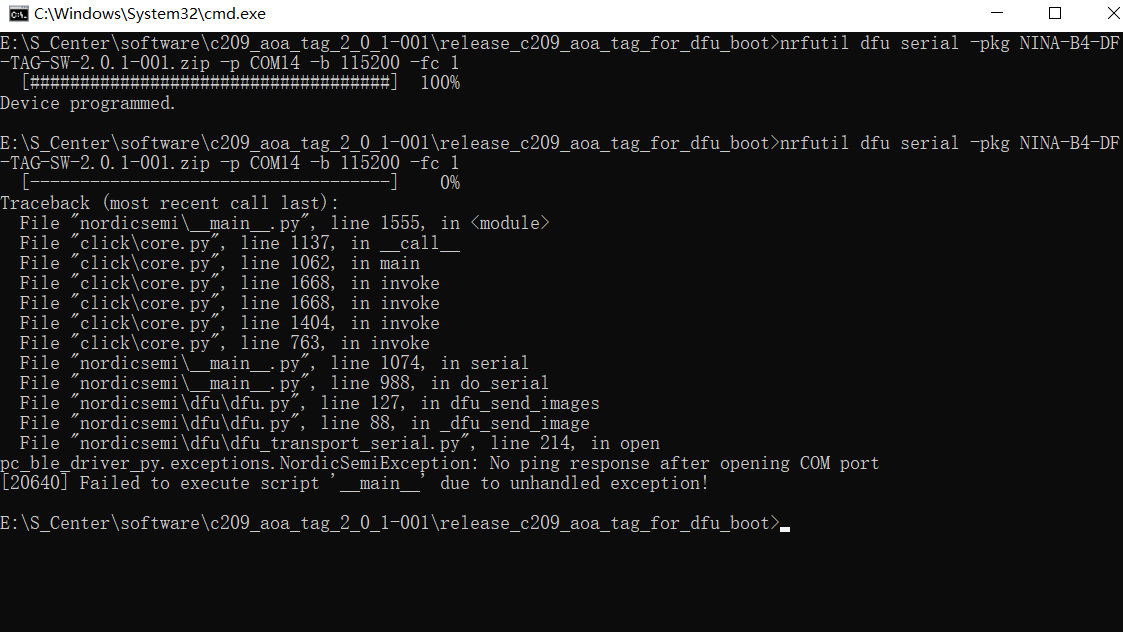 C:\Windows\System32\cmd.exe
E:\S_Center\software\c209_aoa_tag_2_0_1-001\release_c209_aoa_tag_for_dfu_boot>nrfutil dfu serial -pkg NINA-B4-DF
-TAG-SW-2.0.1-001.zip -p COM14 -b 115200 -fc 1
[####################################] 100%
Device programmed.
E:\S_Center\software\c209_aoa_tag_2_0_1-001\release_c209_aoa_tag_for_dfu_boot>nrfutil dfu serial -pkg NINA-B4-DF
-TAG-SW-2.0.1-001.zip -p COM14 -b 115200 -fc 1
[------------------------------------] 0%
Traceback (most recent call last):
File "nordicsemi\__main__.py", line 1555, in <module>
File "click\core.py", line 1137, in __call__
File "click\core.py", line 1062, in main
File "click\core.py", line 1668, in invoke
File "click\core.py", line 1668, in invoke
File "click\core.py", line 1404, in invoke
File "click\core.py", line 763, in invoke
File "nordicsemi\__main__.py", line 1074, in serial
File "nordicsemi\__main__.py", line 988, in do_serial
File "nordicsemi\dfu\dfu.py", line 127, in dfu_send_images
File "nordicsemi\dfu\dfu.py", line 88, in _dfu_send_image
File "nordicsemi\dfu\dfu_transport_serial.py", line 214, in open
pc_ble_driver_py.exceptions.NordicSemiException: No ping response after opening COM port
[20640] Failed to execute script '__main__' due to unhandled exception!
E:\S_Center\software\c209_aoa_tag_2_0_1-001\release_c209_aoa_tag_for_dfu_boot>